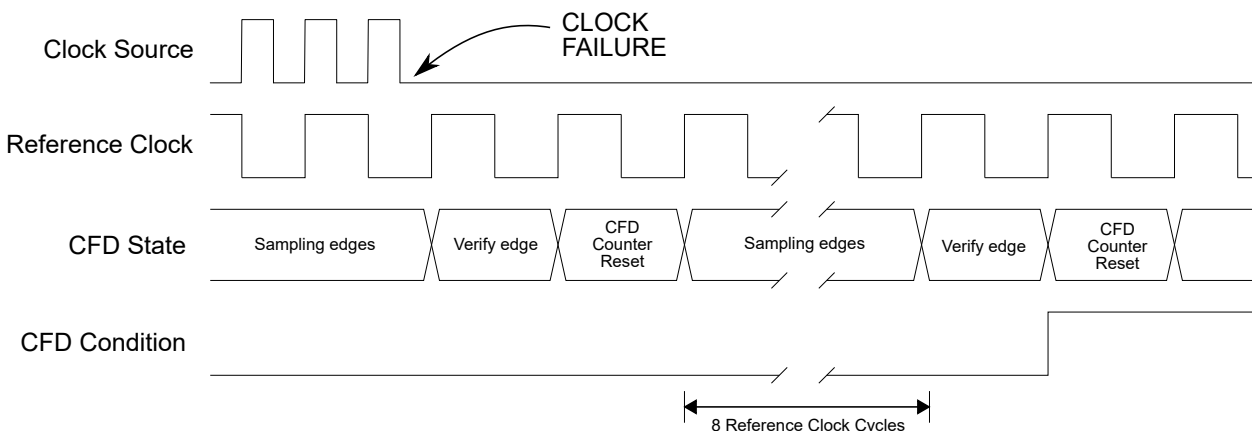 Clock Source
CLOCK
FAILURE
Reference Clock
CFD State
Sampling edges
Verify edge
CFD
Counter
Reset
Sampling edges
Verify edge
CFD
Counter
Reset
CFD Condition
8 Reference Clock Cycles